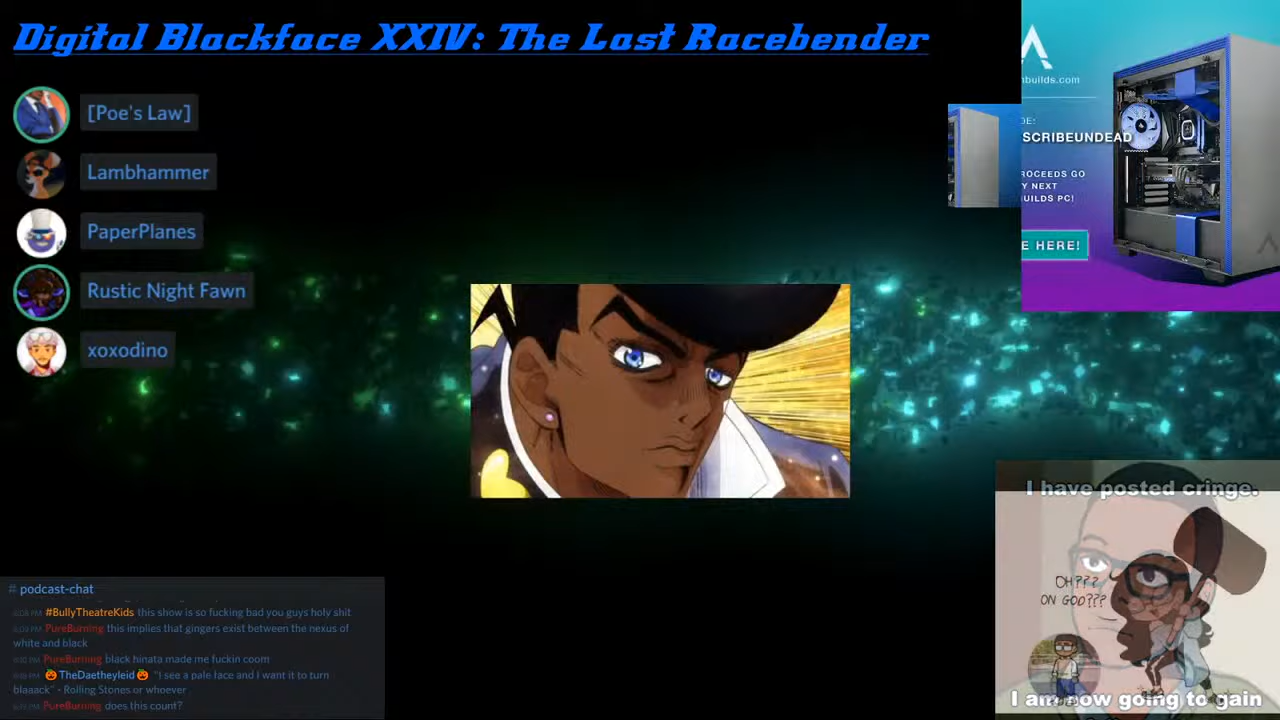 Digital Blackface XXIV: The Last Racebender
nbuilds.com
DE:
SCRIBEUNDEAD
ROCEEDS GO
Y NEXT
UILDS PC!
E HERE!
[Poe's Law]
Lambhammer
PaperPlanes
Rustic Night Fawn
xoxodino
I have posted cringe.
OH???
ON GOD???
I am now going to gain
# podcast-chat
#BullyTheatreKids this show is so fucking bad you guys holy shit
PureBurning this implies that gingers exist between the nexus of
white and black
PureBurning black hinata made me fuckin coom
🎃TheDaetheyleid🎃 "I see a pale lace and I want it to turn
blaaack" - Rolling Stones or whoever
PureBurning does this count?